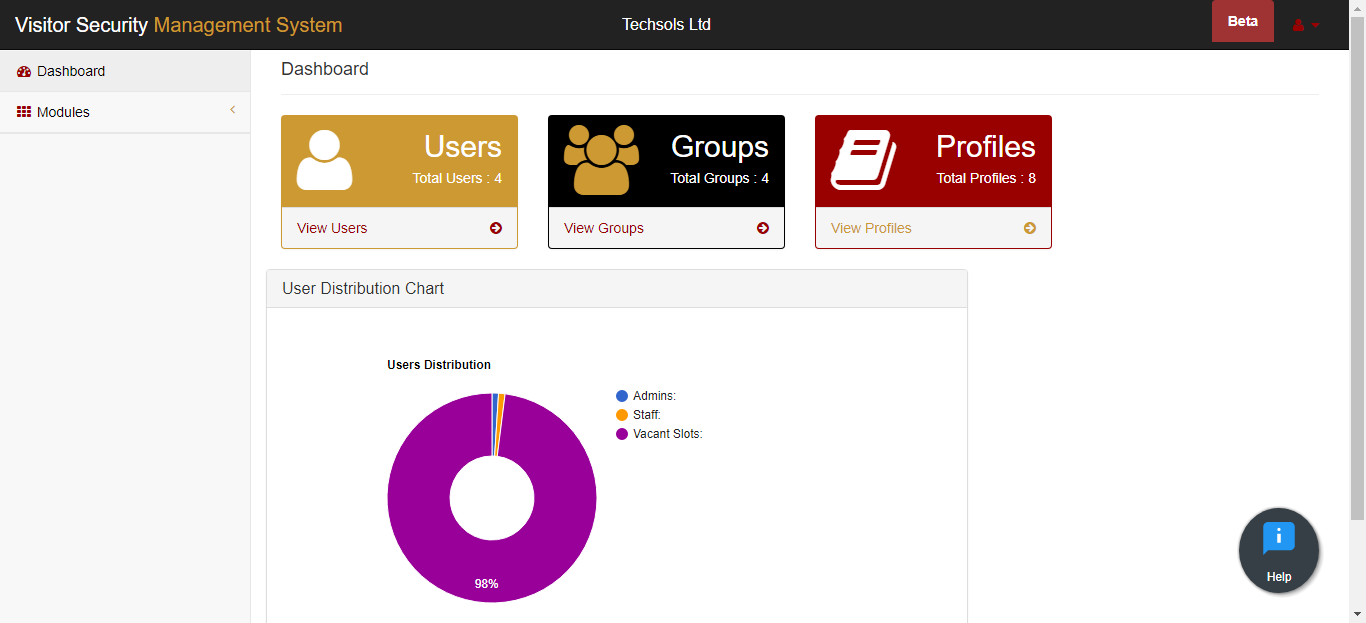 Visitor Security Management System
Techsols Ltd
Beta
Dashboard
Modules
Dashboard
Users
Total Users : 4
View Users
Groups
Total Groups : 4
View Groups
Profiles
Total Profiles : 8
View Profiles
User Distribution Chart
Users Distribution
Admins:
Staff:
Vacant Slots:
98%
Help